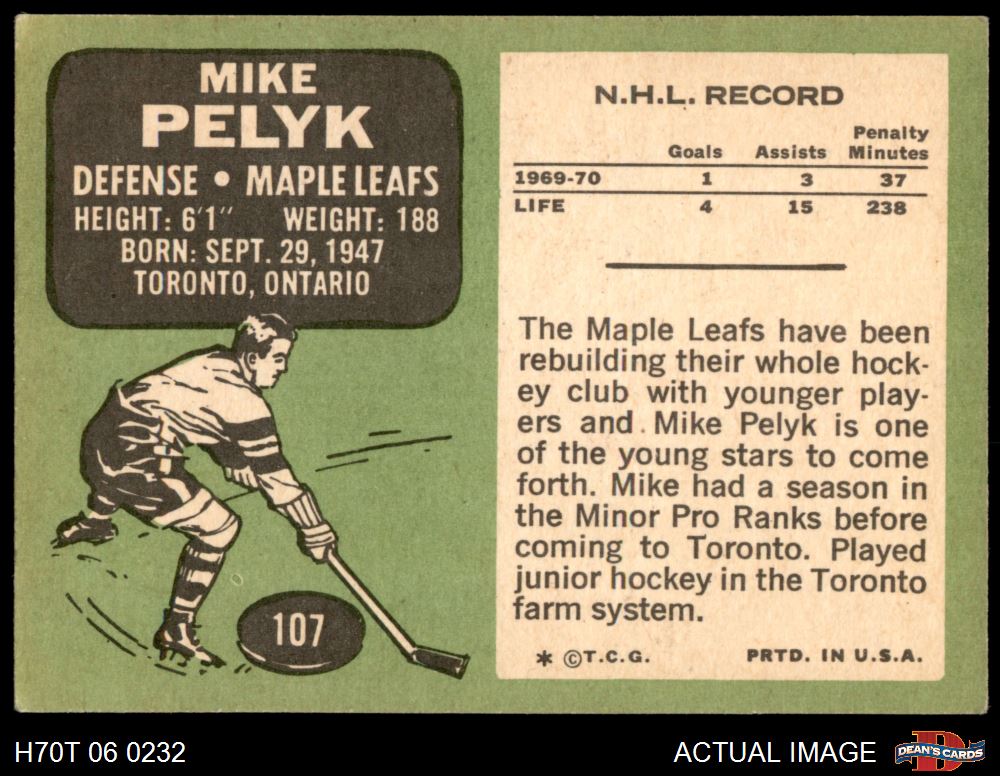 MIKE
PELYK
DEFENSE • MAPLE LEAFS
HEIGHT: 6'1" WEIGHT: 188
BORN: SEPT. 29, 1947
TORONTO, ONTARIO
107
N.H.L. RECORD
Goals Assists Penalty Minutes
1969-70 1 3 37
LIFE 4 15 238
The Maple Leafs have been
rebuilding their whole hock-
ey club with younger play-
ers and Mike Pelyk is one
of the young stars to come
forth. Mike had a season in
the Minor Pro Ranks before
coming to Toronto. Played
junior hockey in the Toronto
farm system.
* ©T.C.G. PRTD. IN U.S.A.
H70T 06 0232 ACTUAL IMAGE DEAN'S CARDS